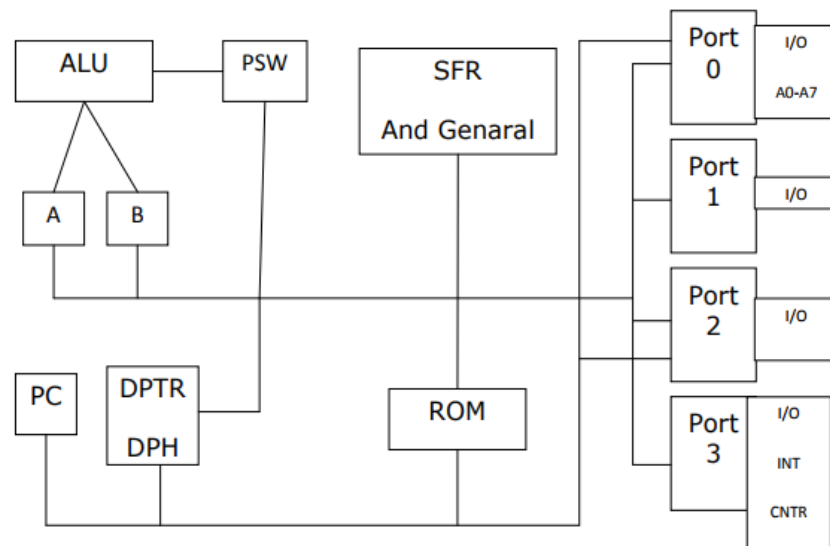 ALU
PSW
SFR
And Genaral
Port
0
I/O
A0-A7
A
B
Port
1
I/O
Port
2
I/O
PC
DPTR
DPH
ROM
Port
3
I/O
INT
CNTR